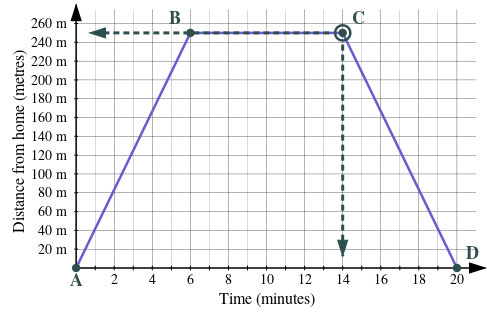 B
C
260 m
240 m
220 m
200 m
180 m
160 m
140 m
120 m
100 m
80 m
60 m
40 m
20 m
Distance from home (metres)
D
A
2
4
6
8
10
12
14
16
18
20
Time (minutes)